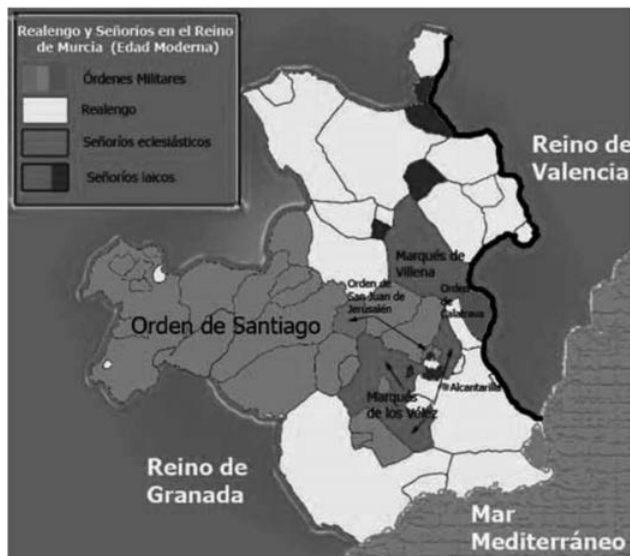 Realengo y Señoríos en el Reino
de Murcia (Edad Moderna)
Órdenes Militares
Realengo
Señoríos eclesiásticos
Señoríos laicos
Reino de
Valencia
Marqués de
Villena
Orden de
San Juan de
Jerusalén
Orden
de
Calatrava
Orden de Santiago
Alcantarilla
Marqués
de los Vélez
Reino de
Granada
Mar
Mediterráneo